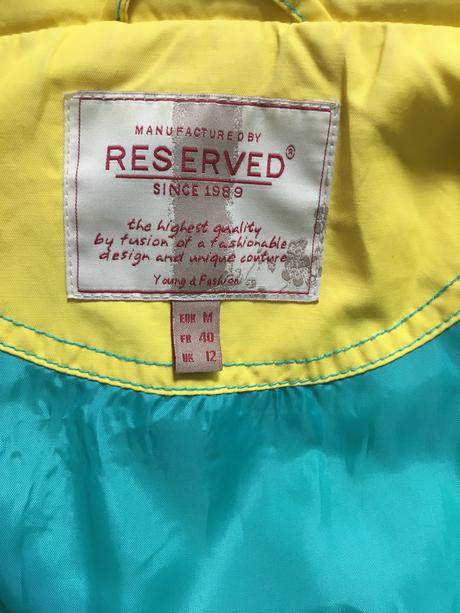 MANUFACTURED BY
RESERVED®
SINCE 1989
the highest quality
by fusion of a fashionable
design and unique couture
Young & Fashion
EUR M
FR 40
UK 12